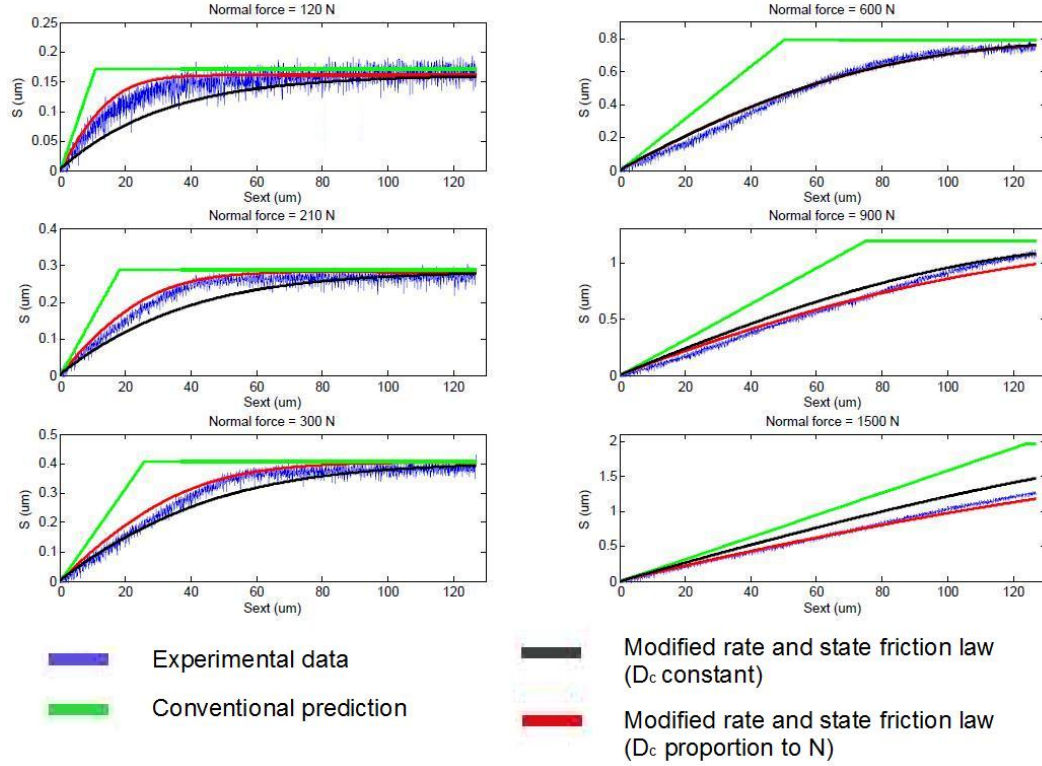 Normal force = 120 N
0.25
0.2
0.15
0.1
0.05
0
S (um)
0 20 40 60 80 100 120
Sext (um)
Normal force = 210 N
0.4
0.3
0.2
0.1
0
S (um)
0 20 40 60 80 100 120
Sext (um)
Normal force = 300 N
0.5
0.4
0.3
0.2
0.1
0
S (um)
0 20 40 60 80 100 120
Sext (um)
Normal force = 600 N
0.8
0.6
0.4
0.2
0
S (um)
0 20 40 60 80 100 120
Sext (um)
Normal force = 900 N
1
0.5
0
S (um)
0 20 40 60 80 100 120
Sext (um)
Normal force = 1500 N
2
1.5
1
0.5
0
S (um)
0 20 40 60 80 100 120
Sext (um)
Experimental data
Conventional prediction
Modified rate and state friction law
(Dc constant)
Modified rate and state friction law
(Dc proportion to N)